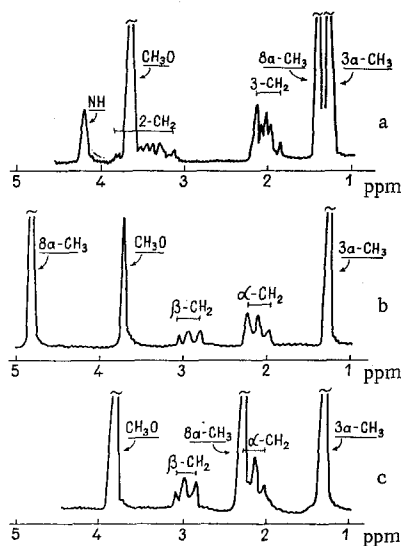 8α-CH₃ 3α-CH₃
CH₃O
3-CH₂
NH
2-CH₂
a
5 4 3 2 1 ppm
8α-CH₃ CH₃O 3α-CH₃
β-CH₂ α-CH₂
b
5 4 3 2 1 ppm
CH₃O 8α-CH₃ α-CH₂ 3α-CH₃
β-CH₂
c
5 4 3 2 1 ppm